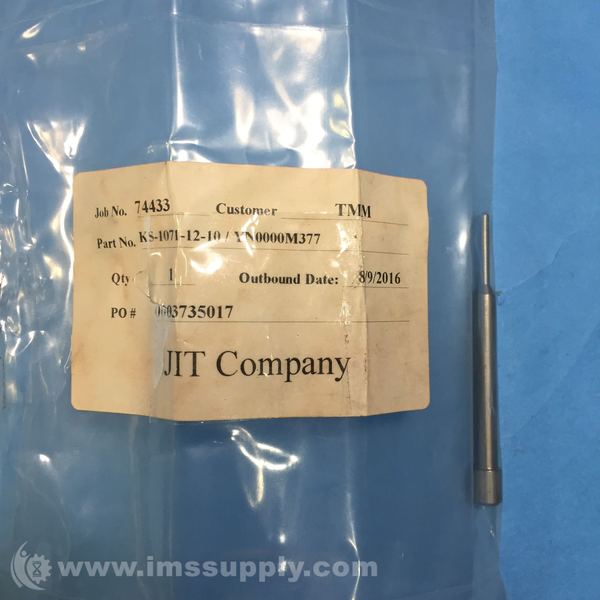 Job No. 74433 Customer TMM
Part No. KS-1071-12-10 / YN0000M377
Qty 1 Outbound Date: 8/9/2016
PO # 0603735017
JIT Company
www.imssupply.com